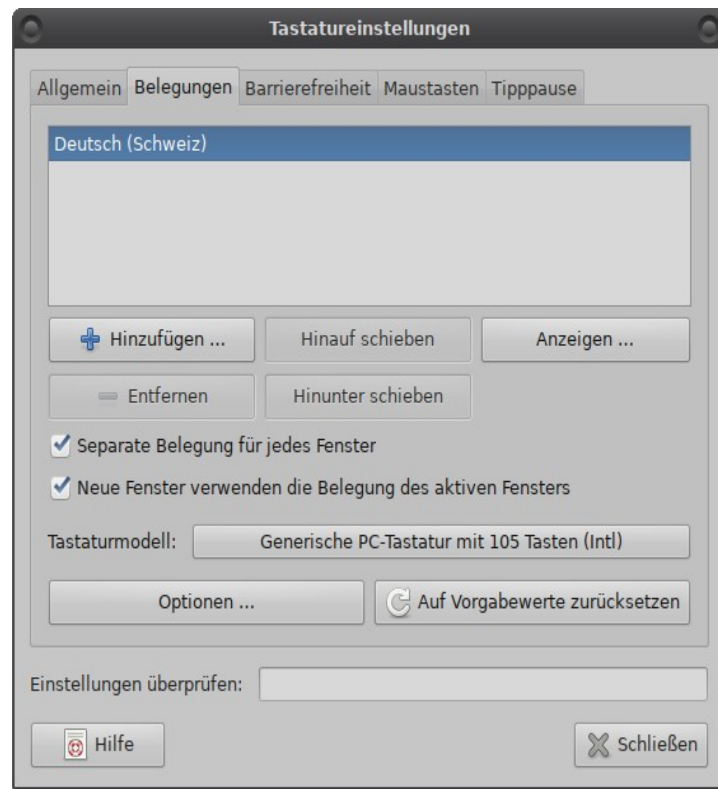 Tastatureinstellungen
Allgemein Belegungen Barrierefreiheit Maustasten Tipppause
Deutsch (Schweiz)
Hinzufügen ... Hinauf schieben Anzeigen ...
Entfernen Hinunter schieben
Separate Belegung für jedes Fenster
Neue Fenster verwenden die Belegung des aktiven Fensters
Tastaturmodell: Generische PC-Tastatur mit 105 Tasten (Intl)
Optionen ... Auf Vorgabewerte zurücksetzen
Einstellungen überprüfen:
Hilfe Schließen